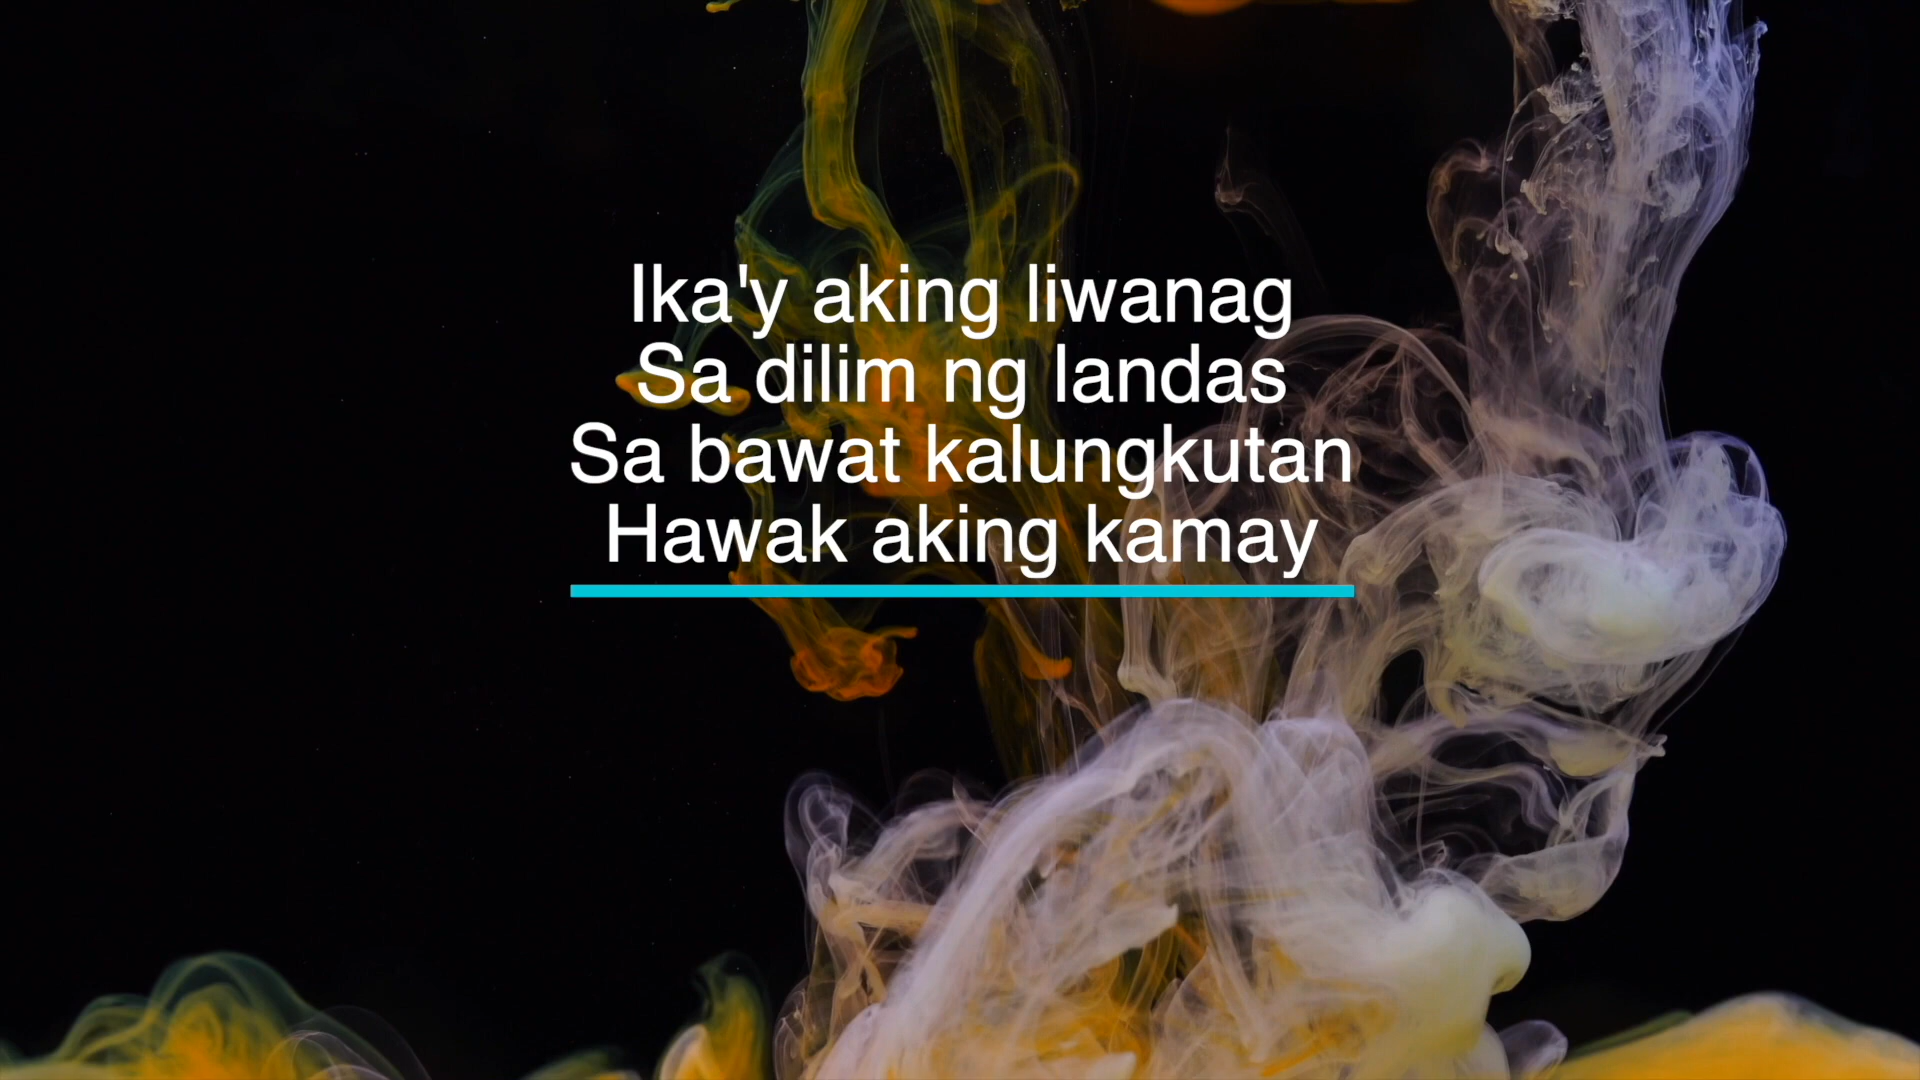 Ika'y aking liwanag
Sa dilim ng landas
Sa bawat kalungkutan
Hawak aking kamay